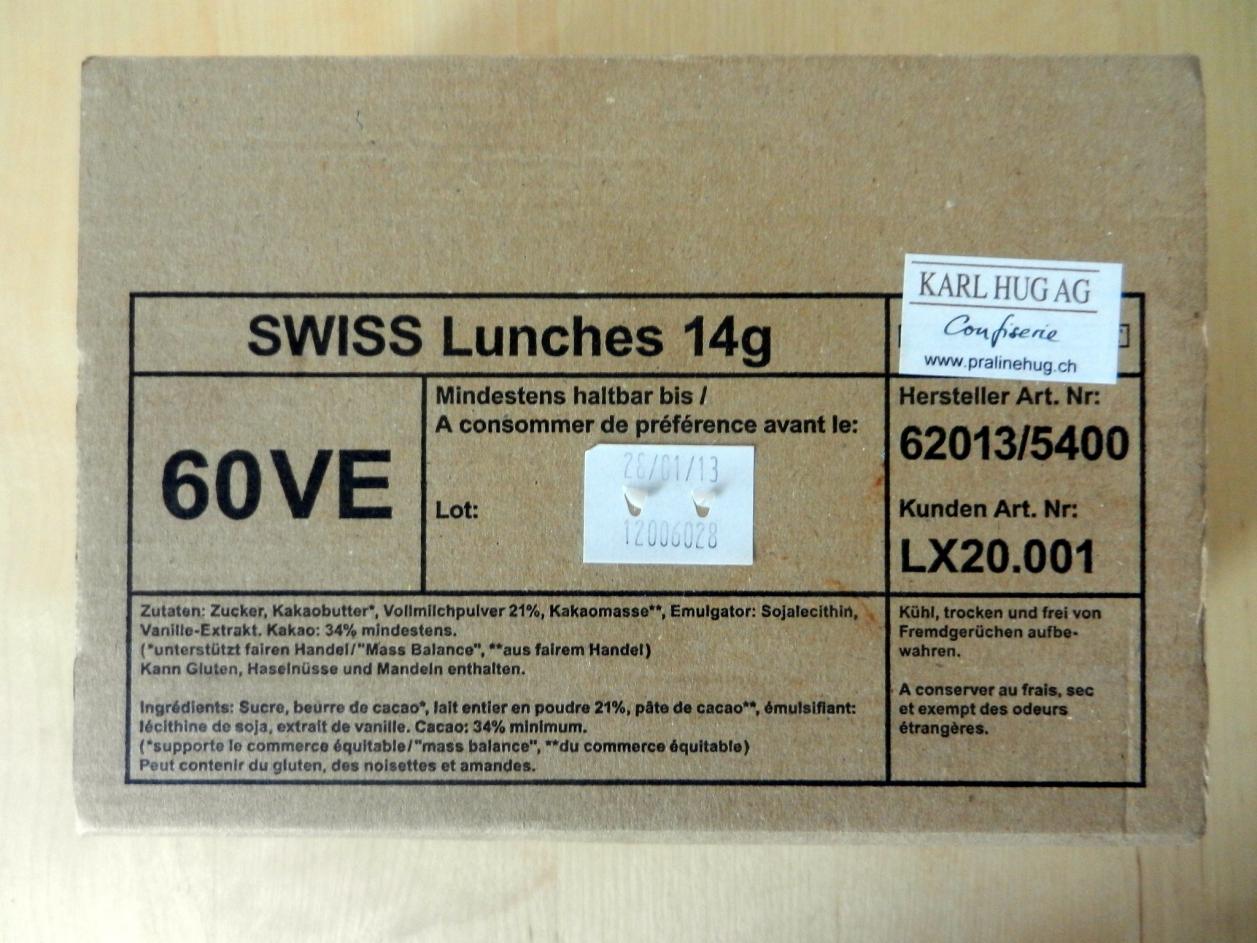 KARL HUG AG
Confiserie
www.pralinehug.ch
SWISS Lunches 14g
60VE
Mindestens haltbar bis /
A consommer de préférence avant le:
28/01/13
Lot:
12006028
Hersteller Art. Nr:
62013/5400
Kunden Art. Nr:
LX20.001
Zutaten: Zucker, Kakaobutter*, Vollmilchpulver 21%, Kakaomasse**, Emulgator: Sojalecithin,
Vanille-Extrakt. Kakao: 34% mindestens.
(*unterstützt fairen Handel/"Mass Balance", **aus fairem Handel)
Kann Gluten, Haselnüsse und Mandeln enthalten.
Ingrédients: Sucre, beurre de cacao*, lait entier en poudre 21%, pâte de cacao**, émulsifiant:
lécithine de soja, extrait de vanille. Cacao: 34% minimum.
(*supporte le commerce équitable/"mass balance", **du commerce équitable)
Peut contenir du gluten, des noisettes et amandes.
Kühl, trocken und frei von
Fremdgerüchen aufbe-
wahren.
A conserver au frais, sec
et exempt des odeurs
étrangères.